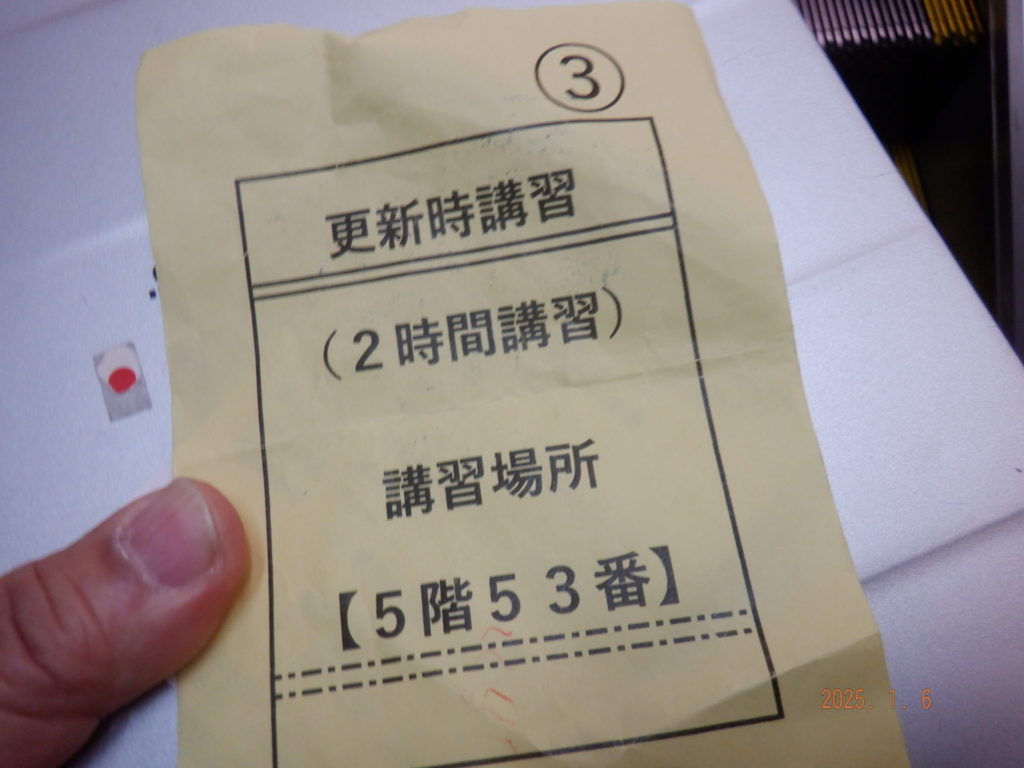 ③
更新時講習
（２時間講習）
講習場所
【５階５３番】
2025. 1. 6